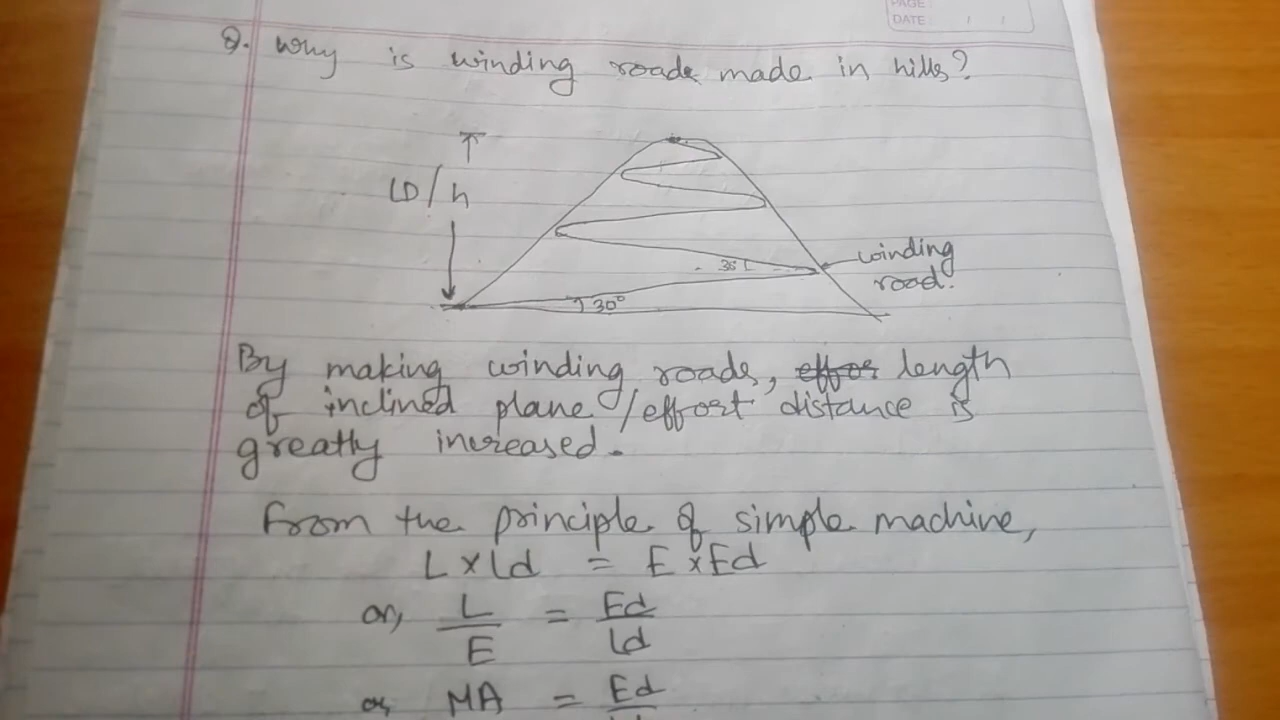 PAGE:
DATE: / /
Q. Why is winding roads made in hills?
LD/h
winding
road.
30°
By making winding roads, effor length
of inclined plane/effort distance is
greatly increased.
From the principle of simple machine,
L x Ld = E x Ed
or, L/E = Ed/Ld
or, MA = Ed